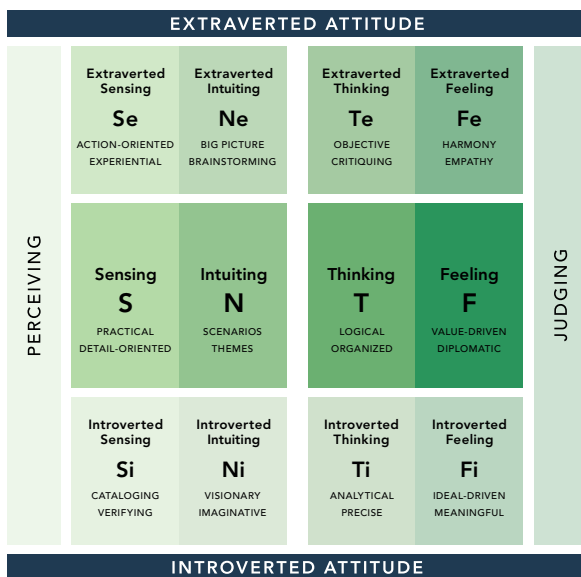 EXTRAVERTED ATTITUDE
PERCEIVING
Extraverted
Sensing
Se
ACTION-ORIENTED
EXPERIENTIAL
Extraverted
Intuiting
Ne
BIG PICTURE
BRAINSTORMING
Extraverted
Thinking
Te
OBJECTIVE
CRITIQUING
Extraverted
Feeling
Fe
HARMONY
EMPATHY
Sensing
S
PRACTICAL
DETAIL-ORIENTED
Intuiting
N
SCENARIOS
THEMES
Thinking
T
LOGICAL
ORGANIZED
Feeling
F
VALUE-DRIVEN
DIPLOMATIC
Introverted
Sensing
Si
CATALOGING
VERIFYING
Introverted
Intuiting
Ni
VISIONARY
IMAGINATIVE
Introverted
Thinking
Ti
ANALYTICAL
PRECISE
Introverted
Feeling
Fi
IDEAL-DRIVEN
MEANINGFUL
JUDGING
INTROVERTED ATTITUDE